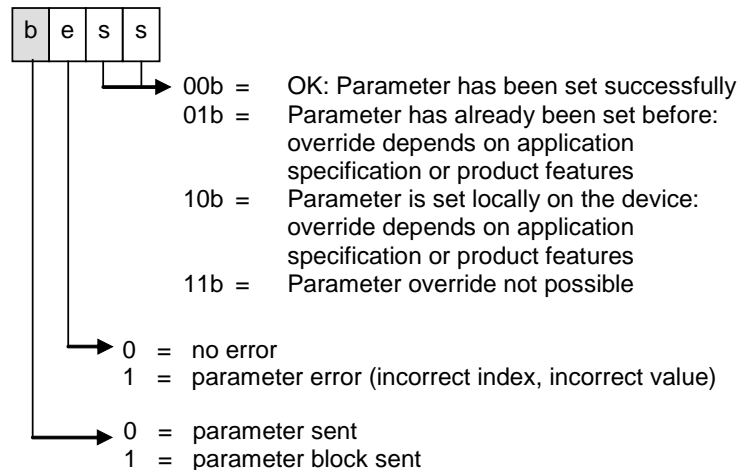 b e s s
00b = OK: Parameter has been set successfully
01b = Parameter has already been set before:
override depends on application
specification or product features
10b = Parameter is set locally on the device:
override depends on application
specification or product features
11b = Parameter override not possible
0 = no error
1 = parameter error (incorrect index, incorrect value)
0 = parameter sent
1 = parameter block sent